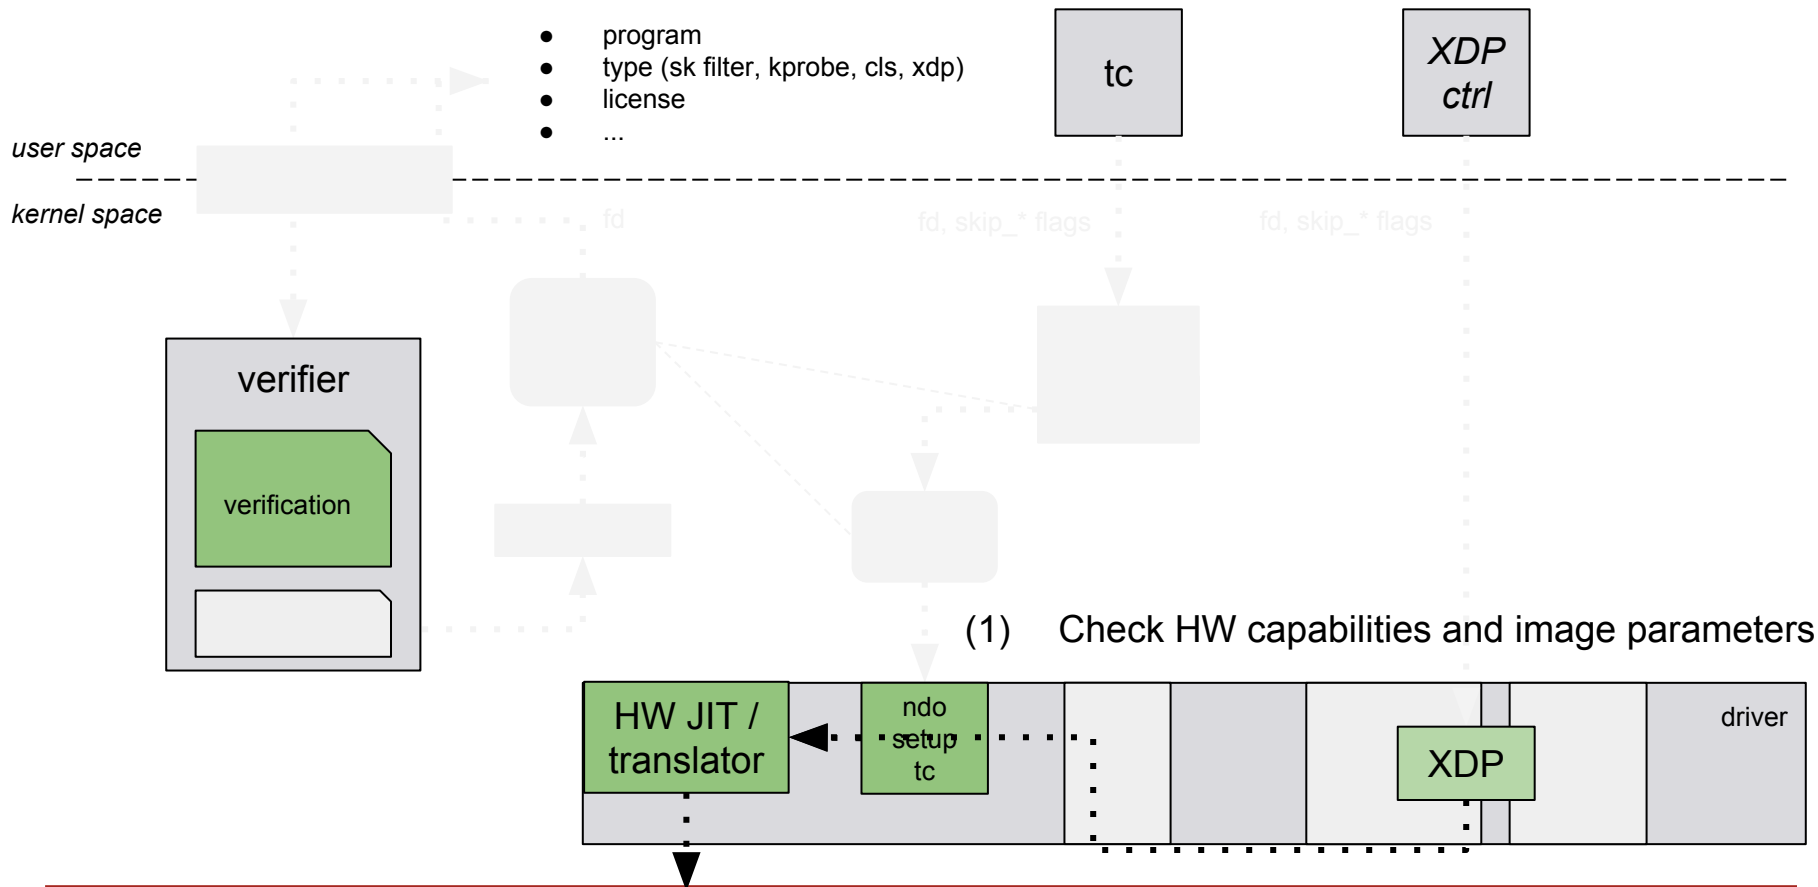 ● program
● type (sk filter, kprobe, cls, xdp)
● license
● ...
tc
XDP
ctrl
user space
kernel space
fd
fd, skip_* flags
fd, skip_* flags
verifier
verification
(1) Check HW capabilities and image parameters
HW JIT /
translator
ndo
setup
tc
XDP
driver